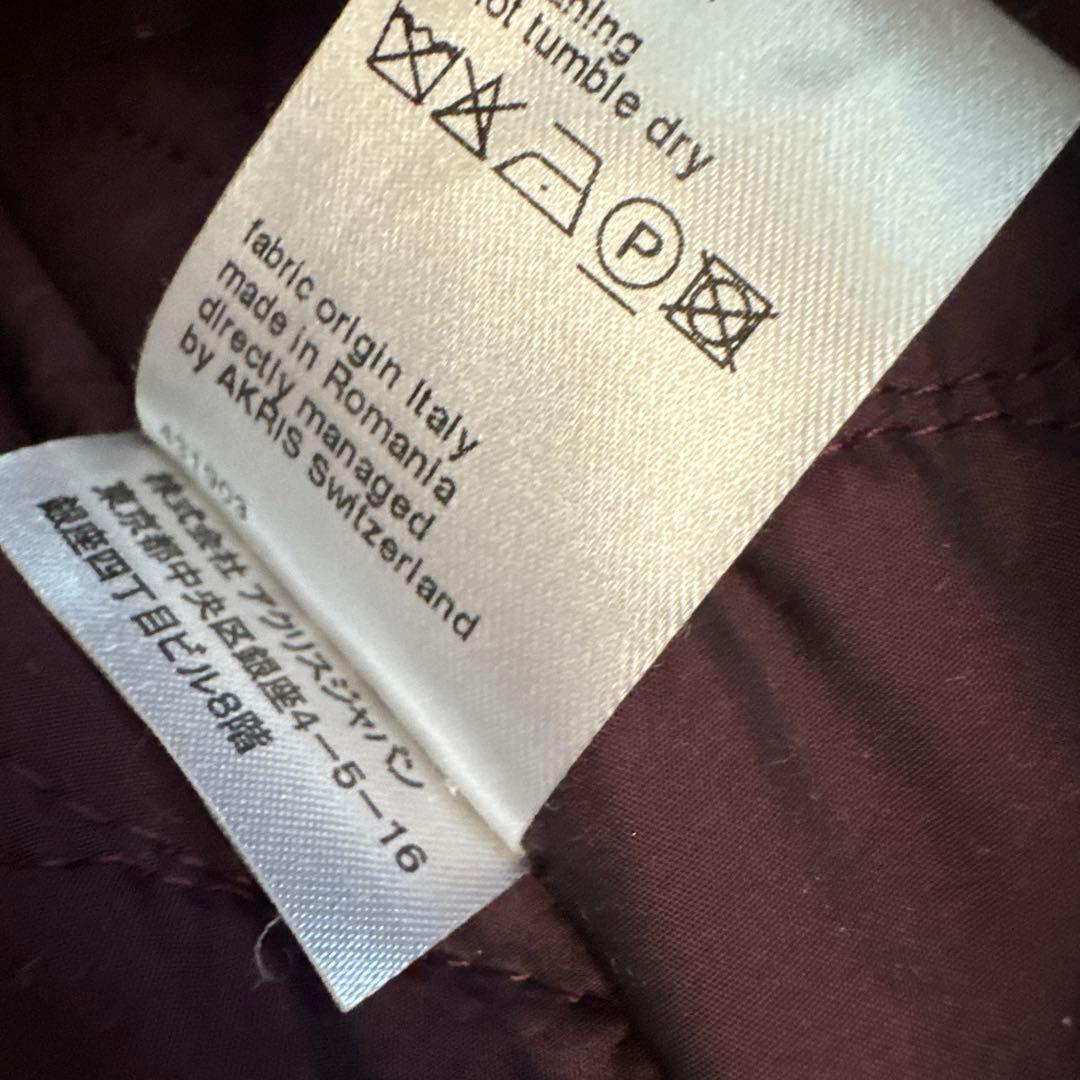 not tumble dry
P
fabric origin Italy
made in Romania
directly managed
by AKRIS Switzerland
株式会社 アクリスジャパン
東京都中央区銀座4-5-16
銀座四丁目ビル8階